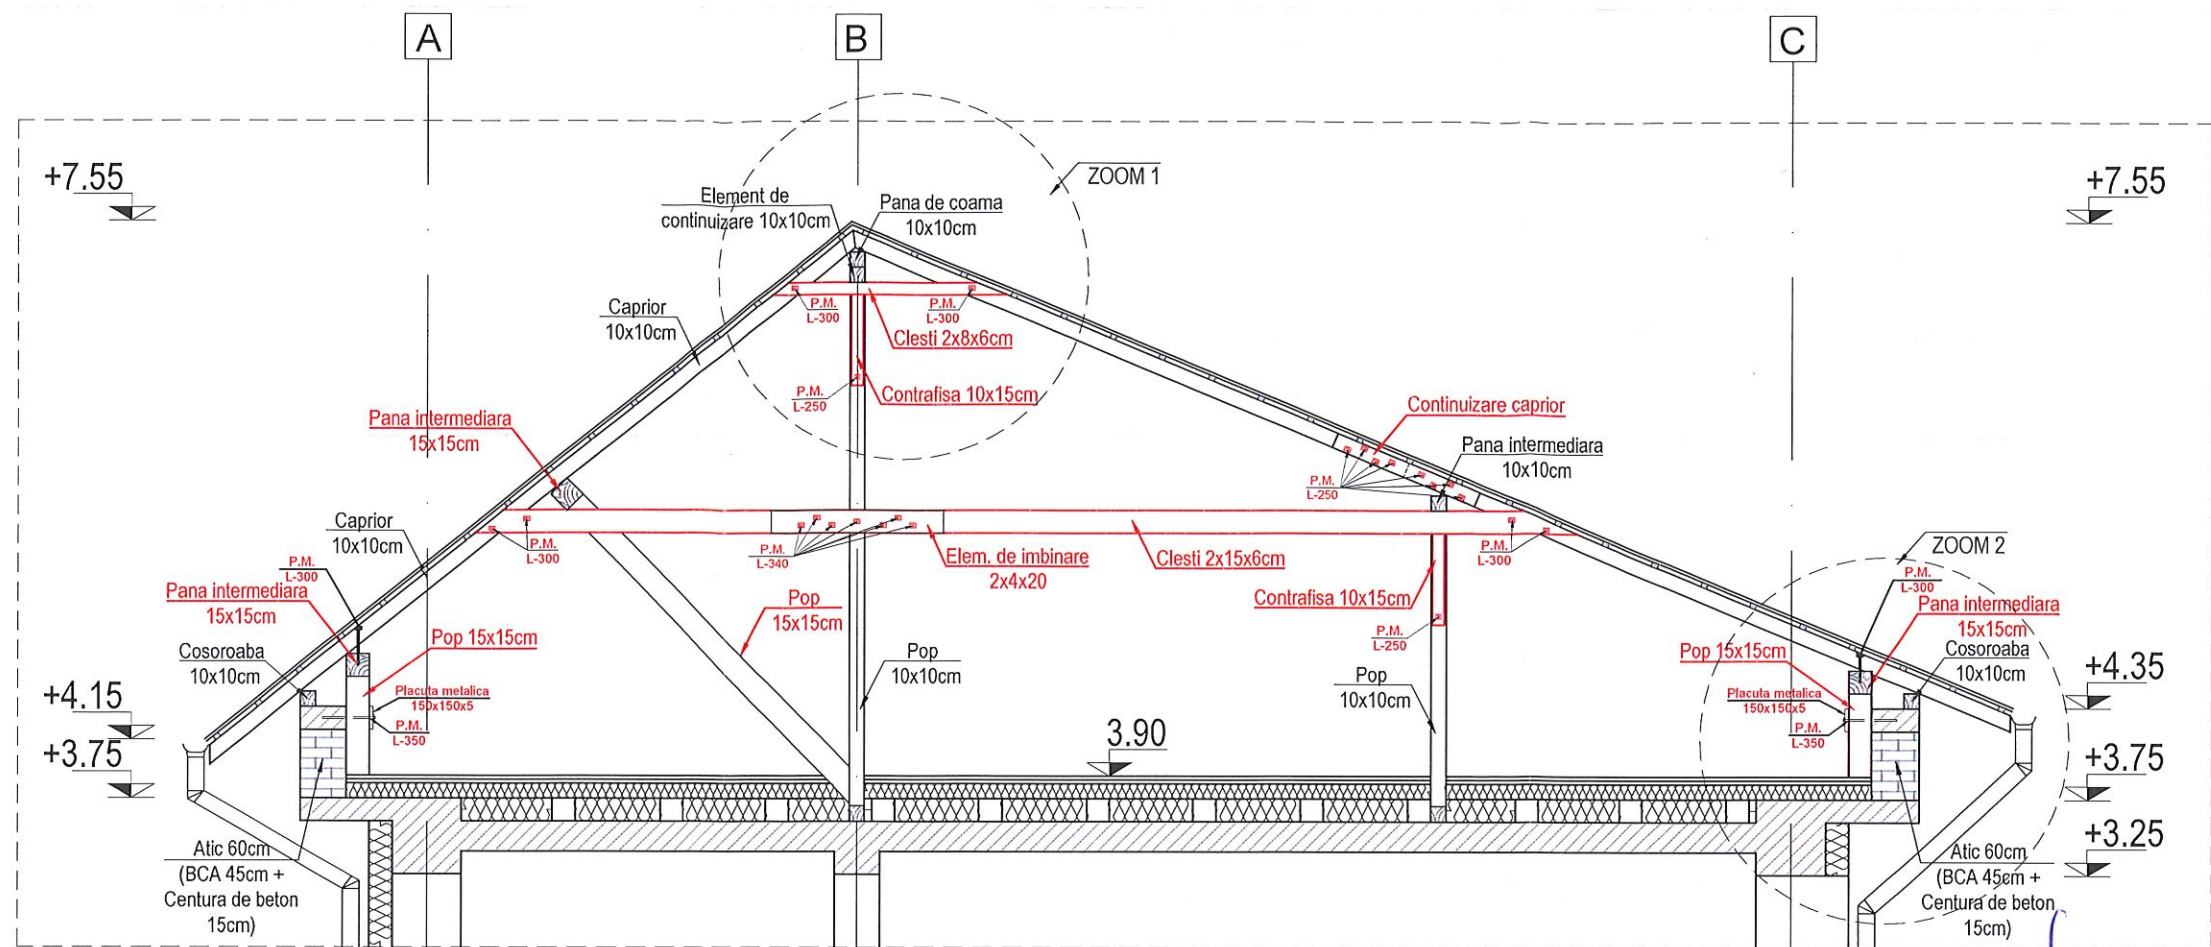 A
B
C
+7.55
ZOOM 1
+7.55
Element de
continuizare 10x10cm
Pana de coama
10x10cm
Caprior
10x10cm
P.M.
L-300
P.M.
L-300
Clesti 2x8x6cm
P.M.
L-250
Contrafisa 10x15cm
Pana intermediara
15x15cm
Continuizare caprior
Pana intermediara
10x10cm
P.M.
L-250
Caprior
10x10cm
P.M.
L-300
P.M.
L-340
Elem. de imbinare
2x4x20
Clesti 2x15x6cm
P.M.
L-300
ZOOM 2
P.M.
L-300
Pana intermediara
15x15cm
Pop
15x15cm
Contrafisa 10x15cm
P.M.
L-250
P.M.
L-300
Pana intermediara
15x15cm
Pop 15x15cm
Cosoroaba
10x10cm
Pop
10x10cm
Pop
10x10cm
Pop 15x15cm
Cosoroaba
10x10cm
+4.15
Placuta metalica
150x150x5
P.M.
L-350
Placuta metalica
150x150x5
P.M.
L-350
+4.35
+3.75
3.90
+3.75
+3.25
Atic 60cm
(BCA 45cm +
Centura de beton
15cm)
Atic 60cm
(BCA 45cm +
Centura de beton
15cm)